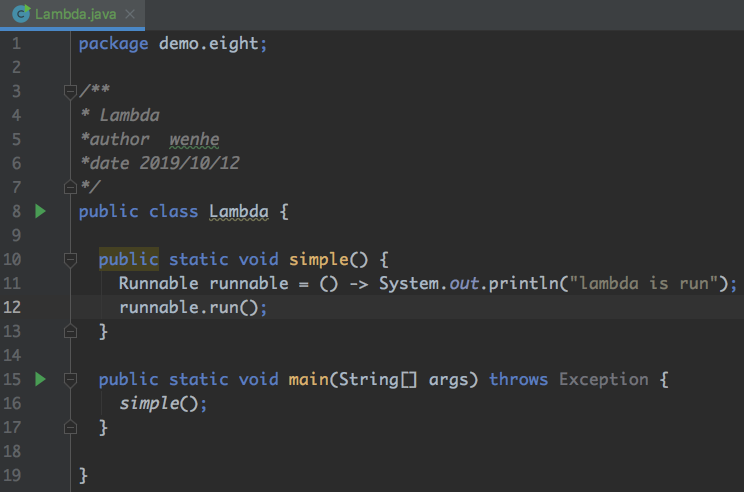 Lambda.java
1 package demo.eight;
2
3 /**
4 * Lambda
5 *author  wenhe
6 *date 2019/10/12
7 */
8 public class Lambda {
9
10   public static void simple() {
11     Runnable runnable = () -> System.out.println("lambda is run");
12     runnable.run();
13   }
14
15   public static void main(String[] args) throws Exception {
16     simple();
17   }
18
19 }